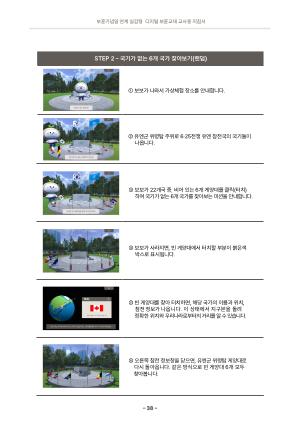 보훈기념일 연계 실감형 디지털 보훈교재 교사용 지침서
STEP 2 - 국기가 없는 6개 국가 찾아보기(랜덤)
① 보보가 나와서 가상체험 장소를 안내합니다.
② 유엔군 위령탑 주위로 6·25전쟁 유엔 참전국의 국기들이
나옵니다.
③ 보보가 22개국 중, 비어 있는 6개 게양대를 클릭(터치)
하여 국기가 없는 6개 국가를 찾아보는 미션을 안내합니다.
④ 보보가 사라지면, 빈 게양대에서 터치할 부분이 붉은색
박스로 표시됩니다.
⑤ 빈 게양대를 찾아 터치하면, 해당 국가의 이름과 위치,
참전 정보가 나옵니다. 이 상태에서 지구본을 돌려
정확한 위치와 우리나라로부터의 거리를 알 수 있습니다.
⑥ 오른쪽 참전 정보창을 닫으면, 유엔군 위령탑 게양대로
다시 돌아옵니다. 같은 방식으로 빈 게양대 6개 모두
찾아봅니다.
- 38 -